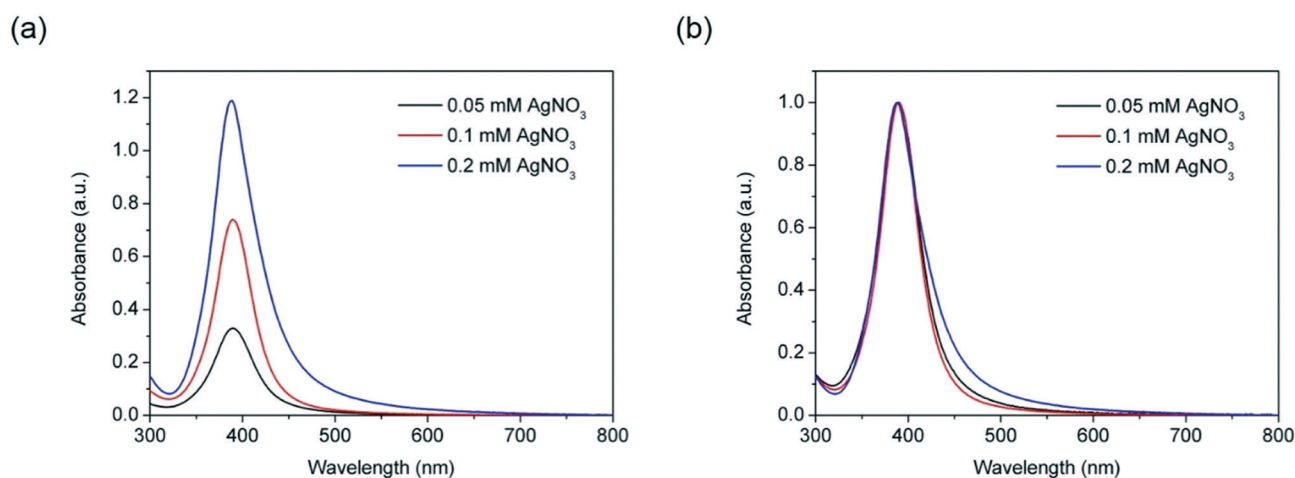 (a)
1.2
1.0
0.8
0.6
0.4
0.2
0.0
300 400 500 600 700 800
Absorbance (a.u.)
Wavelength (nm)
0.05 mM AgNO₃
0.1 mM AgNO₃
0.2 mM AgNO₃
(b)
1.0
0.8
0.6
0.4
0.2
0.0
300 400 500 600 700 800
Absorbance (a.u.)
Wavelength (nm)
0.05 mM AgNO₃
0.1 mM AgNO₃
0.2 mM AgNO₃